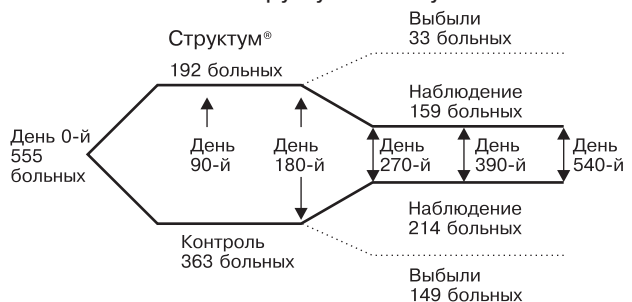 Выбыли
33 больных
Структум®
192 больных
Наблюдение
159 больных
День 0-й
555
больных
День
90-й
День
180-й
День
270-й
День
390-й
День
540-й
Наблюдение
214 больных
Контроль
363 больных
Выбыли
149 больных